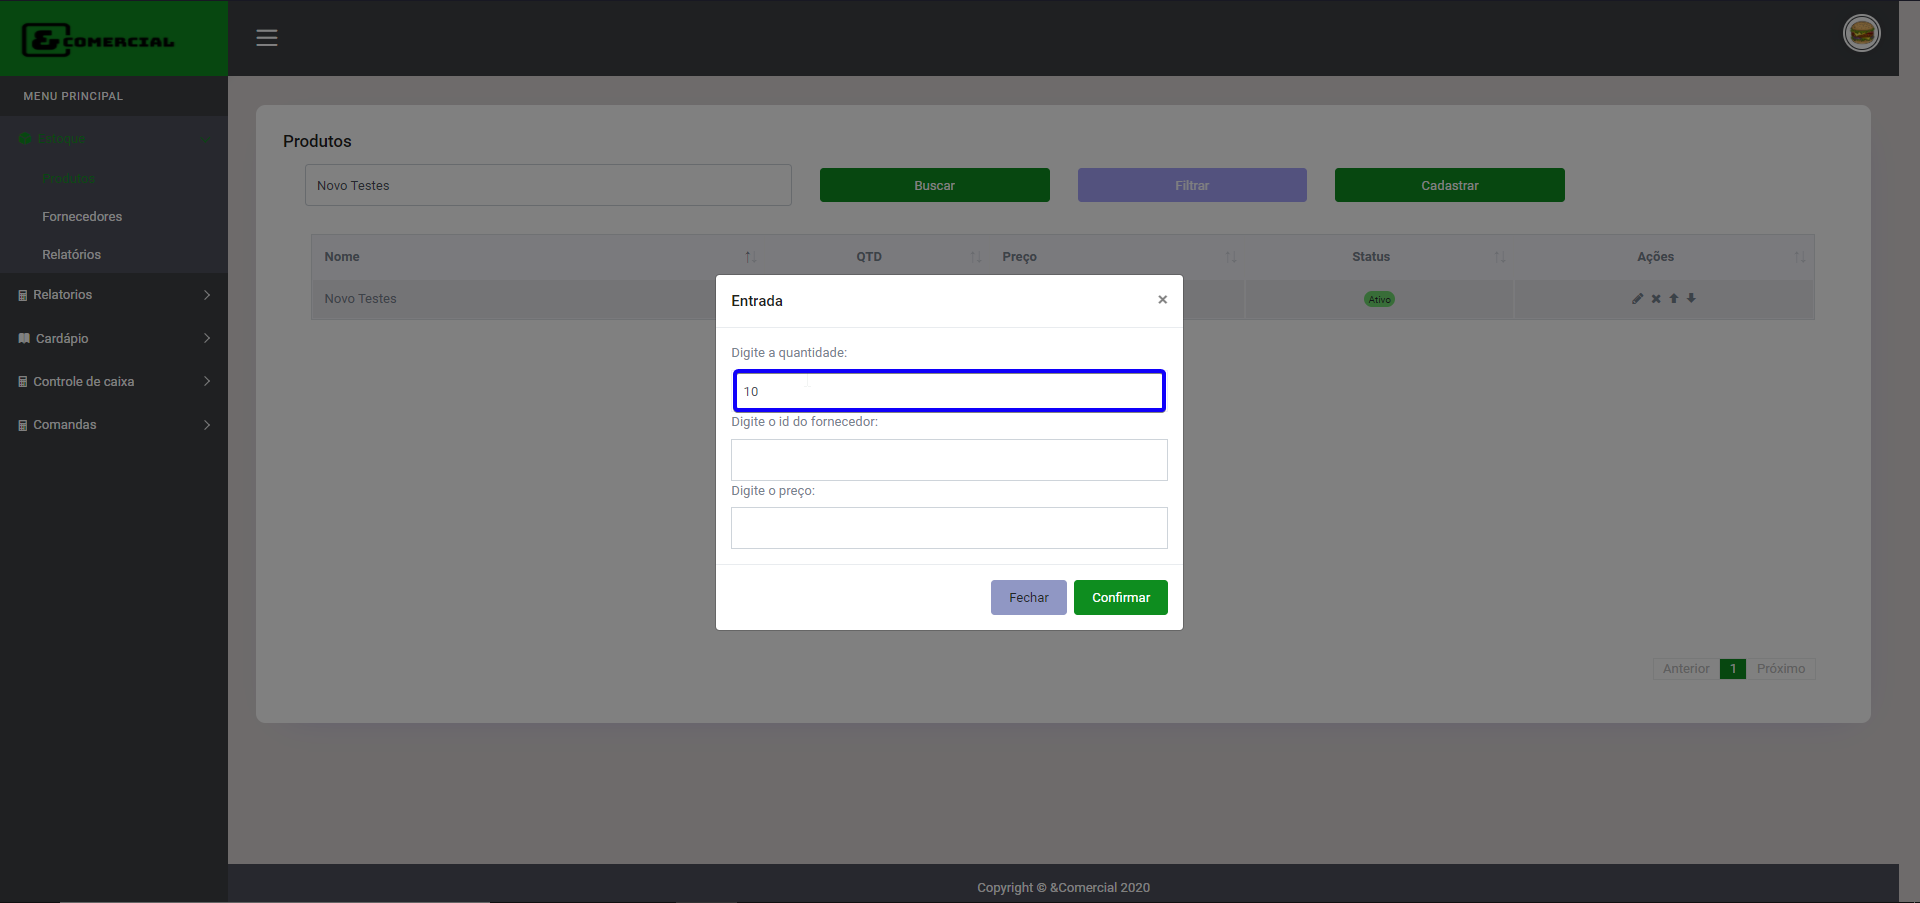 & COMERCIAL
MENU PRINCIPAL
Estoque
Produtos
Fornecedores
Relatórios
Relatorios
Cardápio
Controle de caixa
Comandas
Produtos
Novo Testes
Buscar
Filtrar
Cadastrar
Nome
QTD
Preço
Status
Ações
Novo Testes
Ativo
Entrada
×
Digite a quantidade:
10
Digite o id do fornecedor:
Digite o preço:
Fechar
Confirmar
Anterior
1
Próximo
Copyright © &Comercial 2020